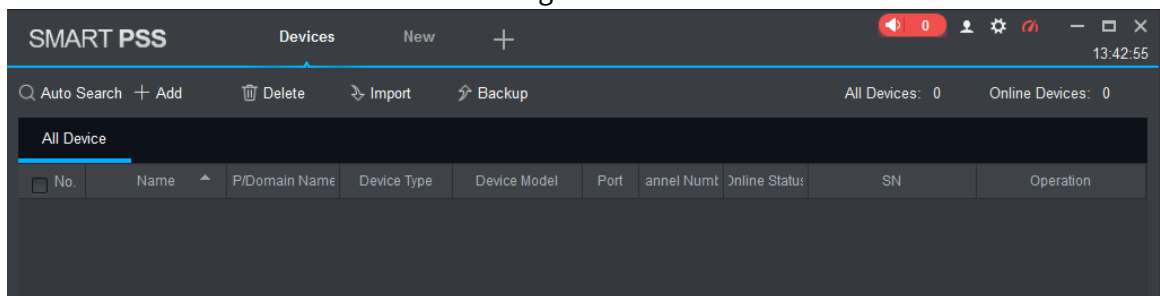 SMART PSS Devices New 0
13:42:55
Auto Search Add Delete Import Backup All Devices: 0 Online Devices: 0
All Device
No. Name P/Domain Name Device Type Device Model Port annel Numb Online Status SN Operation